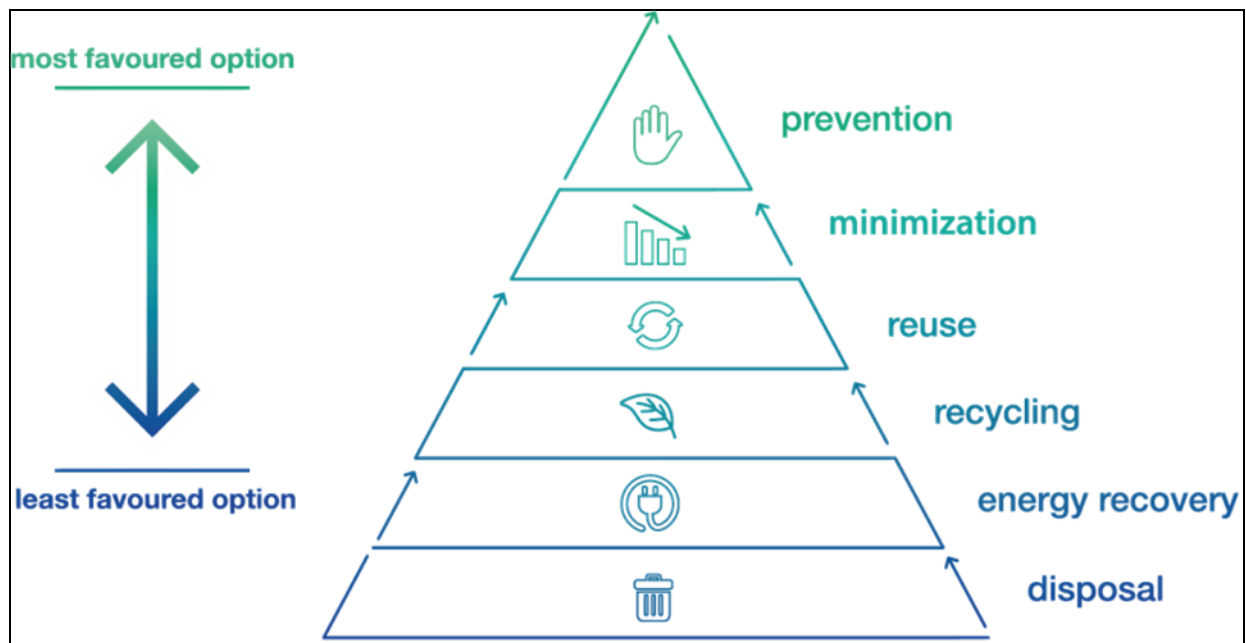 most favoured option
prevention
minimization
reuse
recycling
least favoured option
energy recovery
disposal